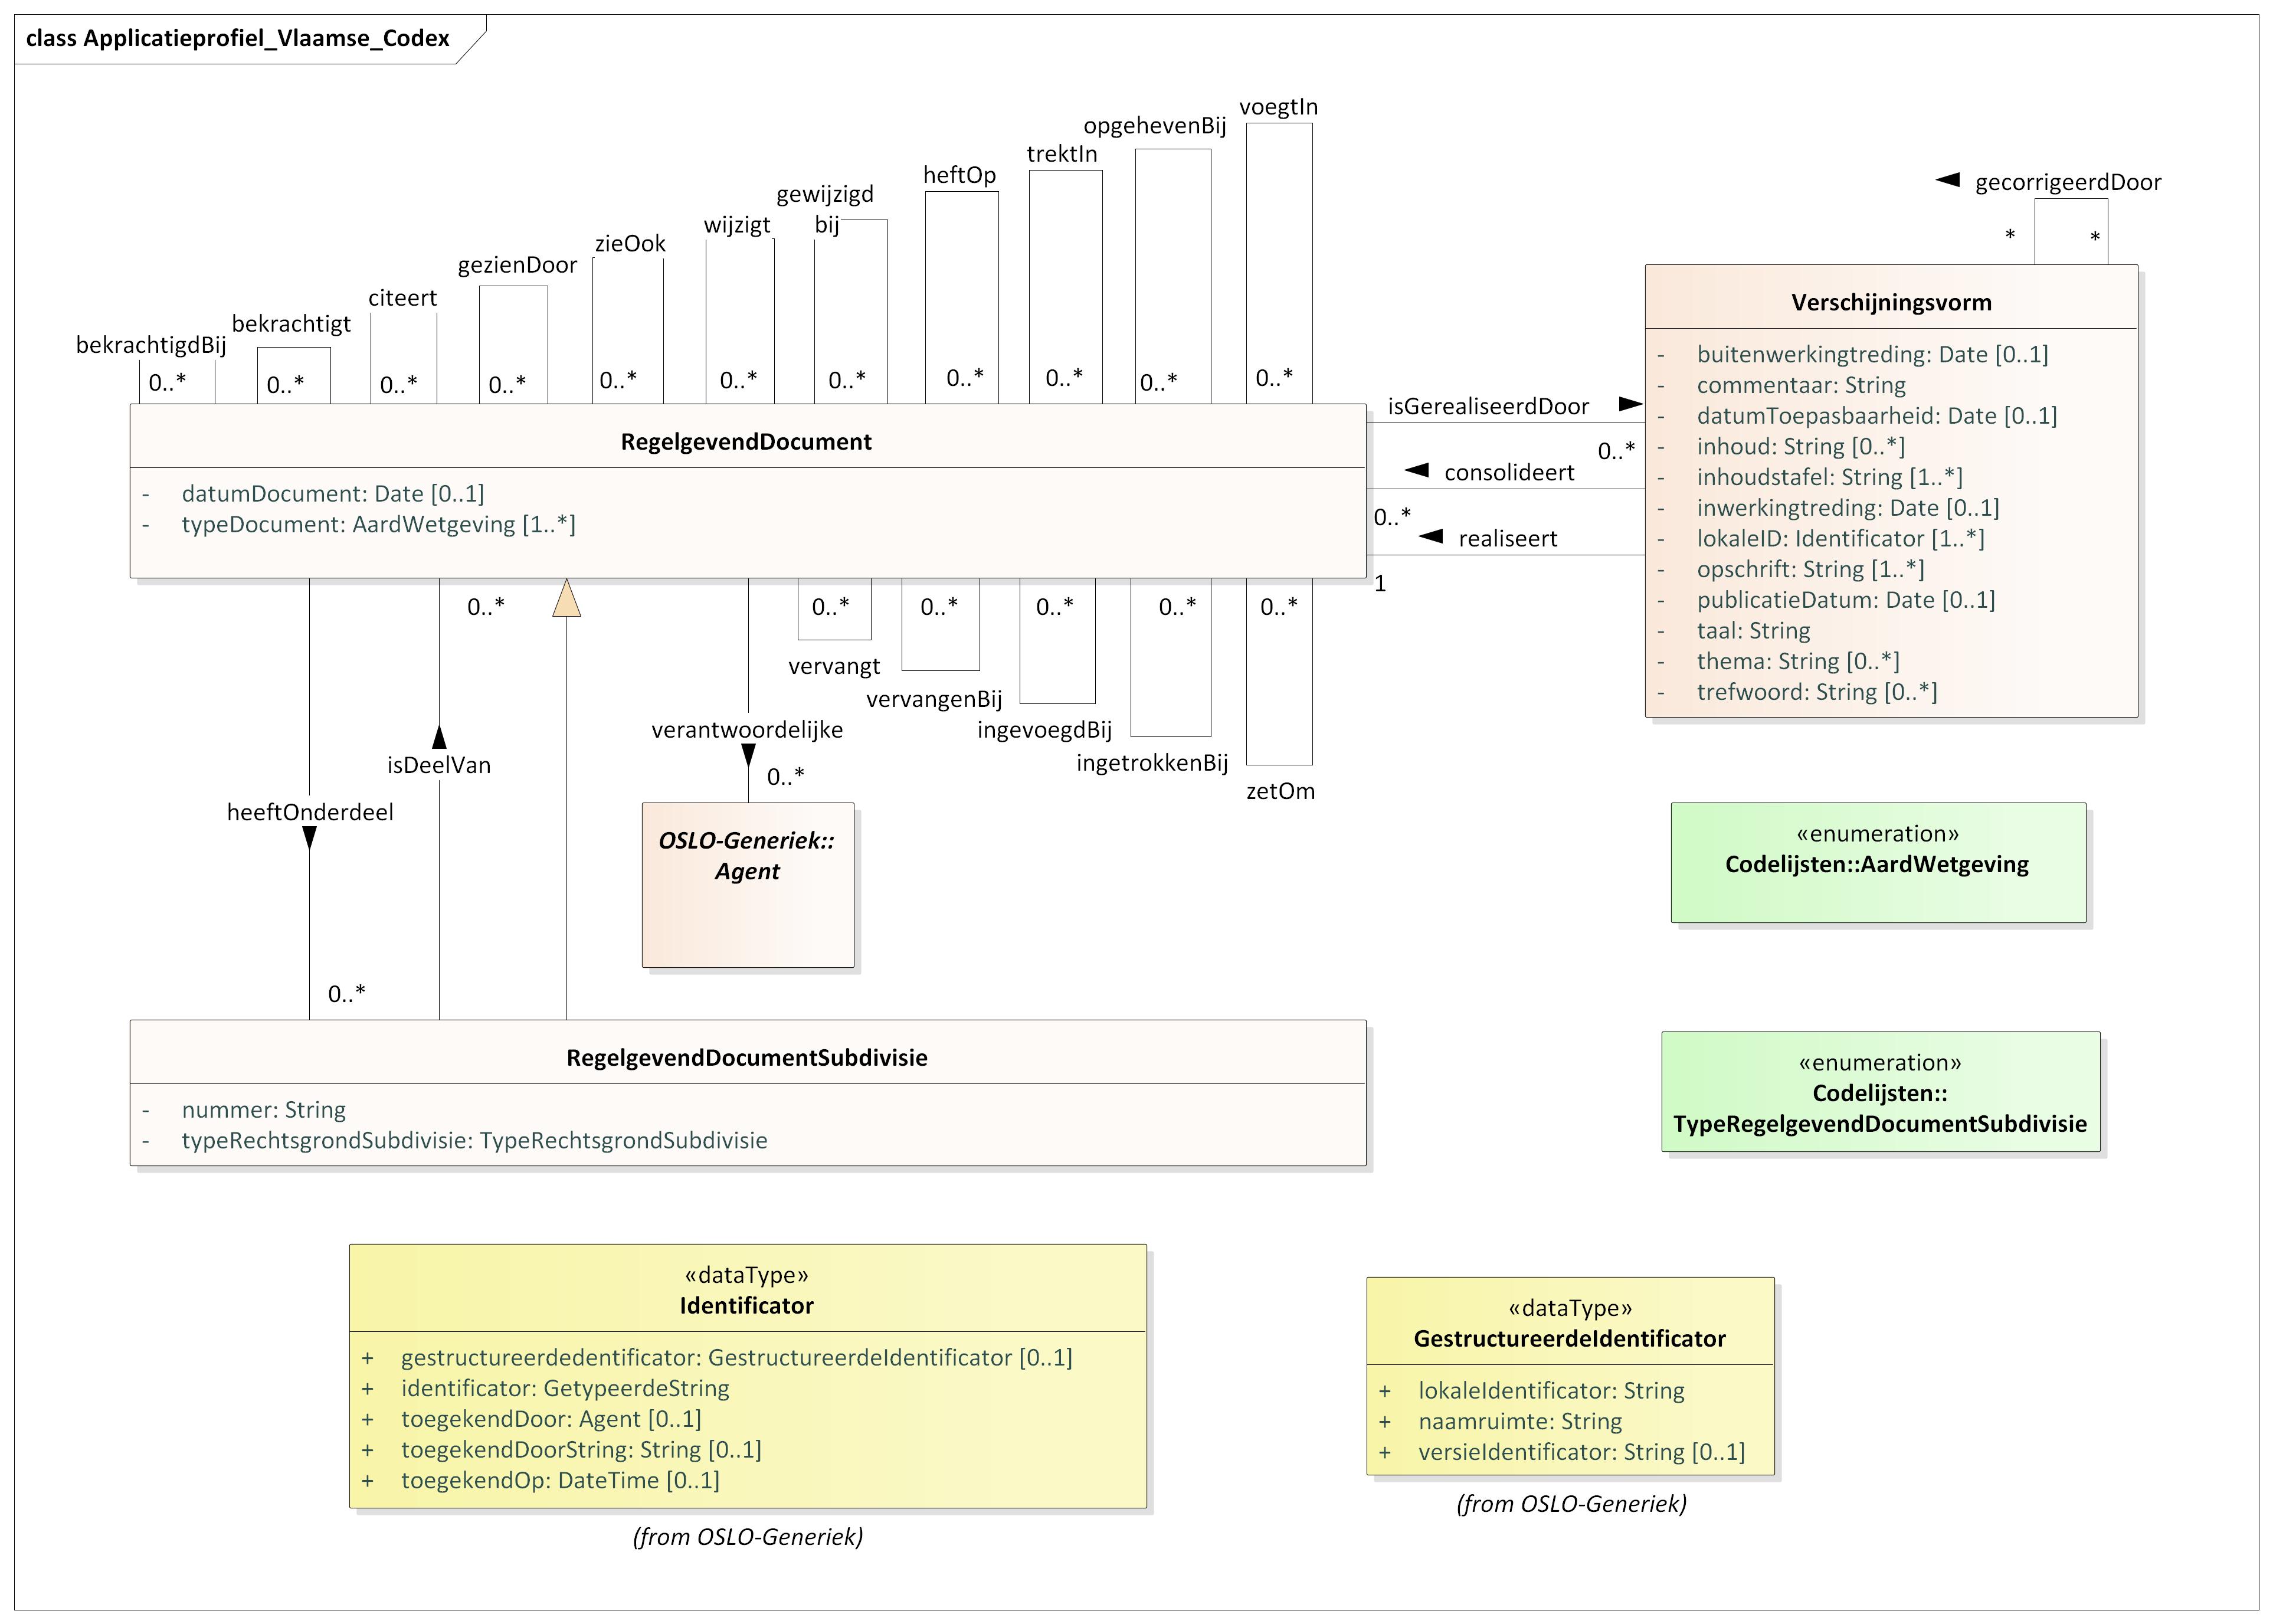 class Applicatieprofiel_Vlaamse_Codex
voegtIn
opgehevenBij
trektIn
heftOp
gewijzigd
bij
wijzigt
zieOok
gezienDoor
citeert
bekrachtigt
bekrachtigdBij
0..*
0..*
0..*
0..*
0..*
0..*
0..*
0..*
0..*
0..*
0..*
gecorrigeerdDoor
*
*
RegelgevendDocument
- datumDocument: Date [0..1]
- typeDocument: AardWetgeving [1..*]
isGerealiseerdDoor
0..*
consolideert
0..*
realiseert
1
Verschijningsvorm
- buitenwerkingtreding: Date [0..1]
- commentaar: String
- datumToepasbaarheid: Date [0..1]
- inhoud: String [0..*]
- inhoudstafel: String [1..*]
- inwerkingtreding: Date [0..1]
- lokaleID: Identificator [1..*]
- opschrift: String [1..*]
- publicatieDatum: Date [0..1]
- taal: String
- thema: String [0..*]
- trefwoord: String [0..*]
0..*
0..*
0..*
0..*
0..*
0..*
vervangt
vervangenBij
ingevoegdBij
ingetrokkenBij
zetOm
verantwoordelijke
0..*
isDeelVan
heeftOnderdeel
0..*
OSLO-Generiek::
Agent
«enumeration»
Codelijsten::AardWetgeving
RegelgevendDocumentSubdivisie
- nummer: String
- typeRechtsgrondSubdivisie: TypeRechtsgrondSubdivisie
«enumeration»
Codelijsten::
TypeRegelgevendDocumentSubdivisie
«dataType»
Identificator
+ gestructureerdedentificator: GestructureerdeIdentificator [0..1]
+ identificator: GetypeerdeString
+ toegekendDoor: Agent [0..1]
+ toegekendDoorString: String [0..1]
+ toegekendOp: DateTime [0..1]
(from OSLO-Generiek)
«dataType»
GestructureerdeIdentificator
+ lokaleIdentificator: String
+ naamruimte: String
+ versieIdentificator: String [0..1]
(from OSLO-Generiek)